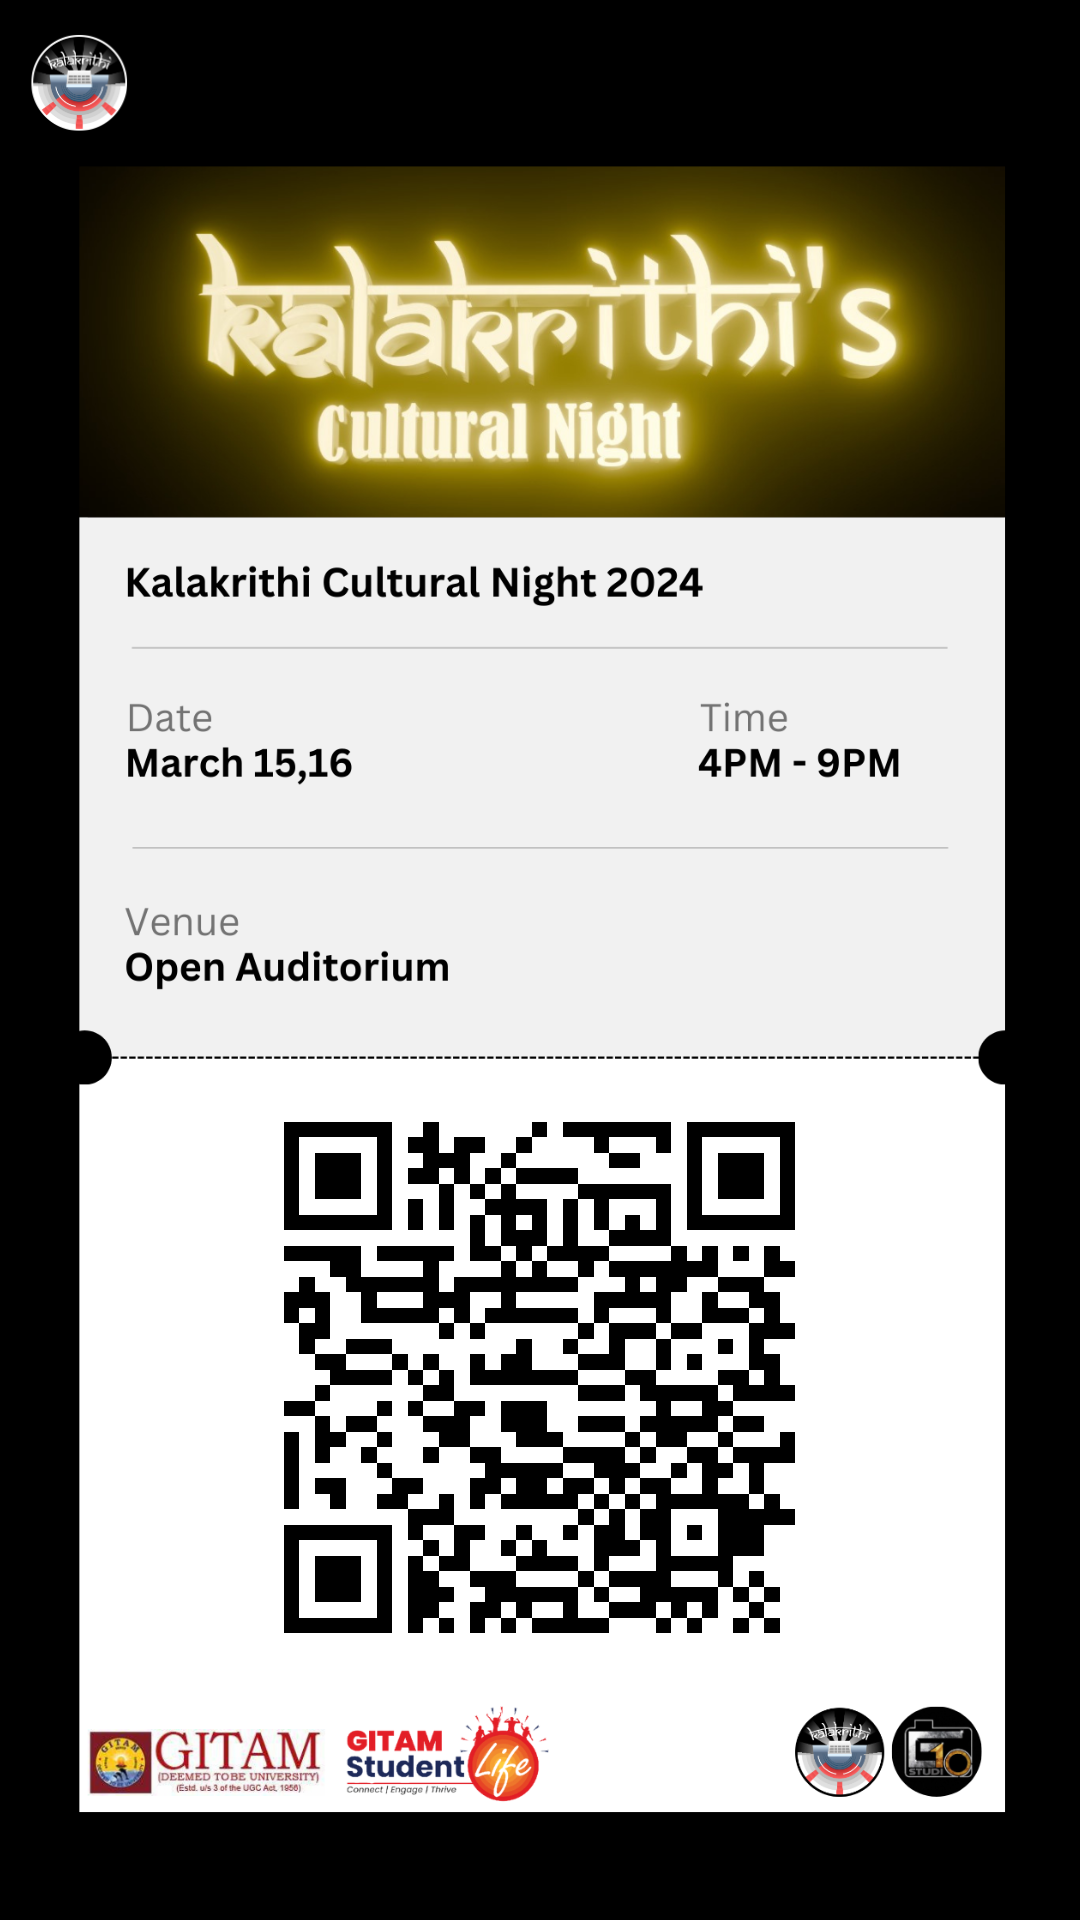 kalakrithi
kalakrithi's
Cultural Night
Kalakrithi Cultural Night 2024
Date
March 15,16
Time
4PM - 9PM
Venue
Open Auditorium
GITAM
GITAM
(DEEMED TO BE UNIVERSITY)
(Estd. u/s 3 of the UGC Act, 1956)
GITAM
Student
Life
Connect | Engage | Thrive
kalakrithi
G10
STUDIO